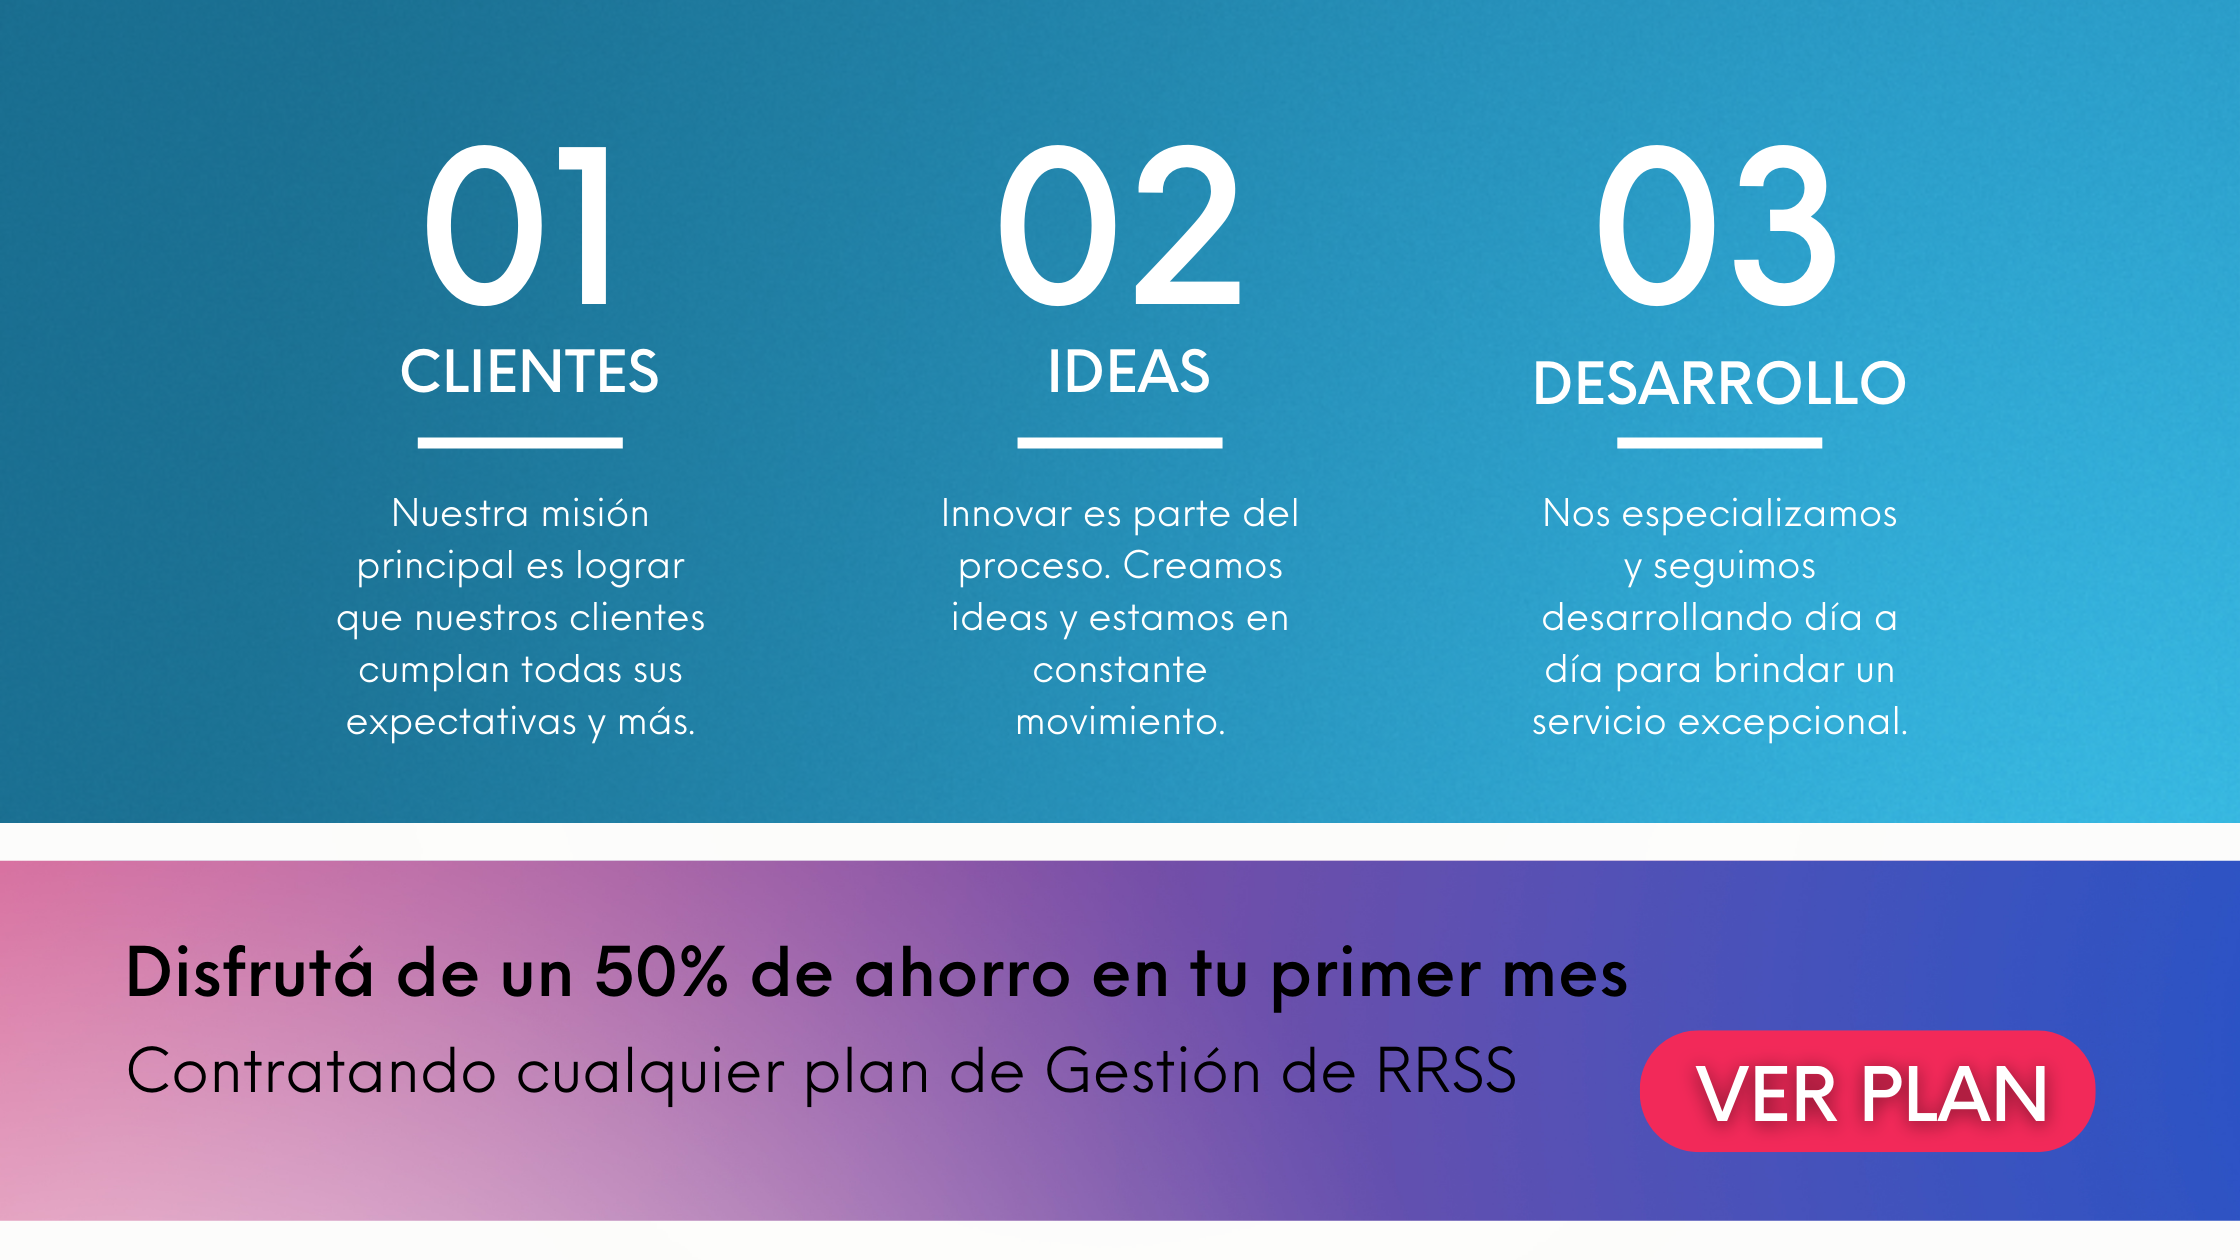 01
CLIENTES
Nuestra misión
principal es lograr
que nuestros clientes
cumplan todas sus
expectativas y más.
02
IDEAS
Innovar es parte del
proceso. Creamos
ideas y estamos en
constante
movimiento.
03
DESARROLLO
Nos especializamos
y seguimos
desarrollando día a
día para brindar un
servicio excepcional.
Disfrutá de un 50% de ahorro en tu primer mes
Contratando cualquier plan de Gestión de RRSS
VER PLAN